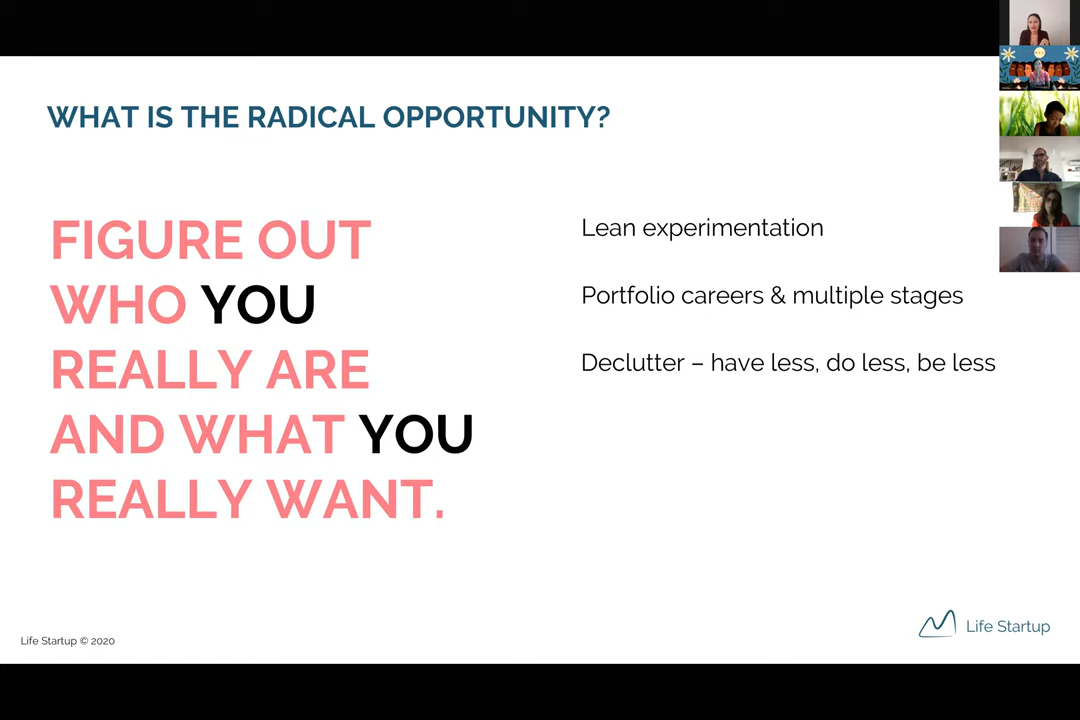 WHAT IS THE RADICAL OPPORTUNITY?
FIGURE OUT
WHO YOU
REALLY ARE
AND WHAT YOU
REALLY WANT.
Lean experimentation
Portfolio careers & multiple stages
Declutter – have less, do less, be less
Life Startup © 2020
Life Startup